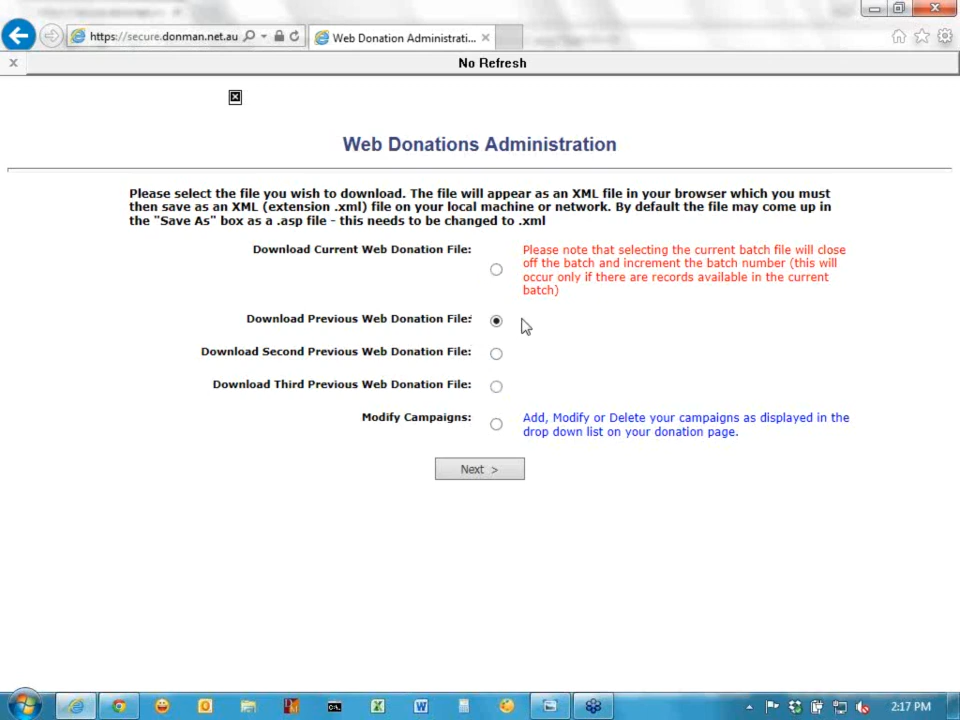 https://secure.donman.net.au
Web Donation Administrati...
No Refresh
Web Donations Administration
Please select the file you wish to download. The file will appear as an XML file in your browser which you must
then save as an XML (extension .xml) file on your local machine or network. By default the file may come up in
the "Save As" box as a .asp file - this needs to be changed to .xml
Download Current Web Donation File:
Please note that selecting the current batch file will close
off the batch and increment the batch number (this will
occur only if there are records available in the current
batch)
Download Previous Web Donation File:
Download Second Previous Web Donation File:
Download Third Previous Web Donation File:
Modify Campaigns:
Add, Modify or Delete your campaigns as displayed in the
drop down list on your donation page.
Next >
2:17 PM